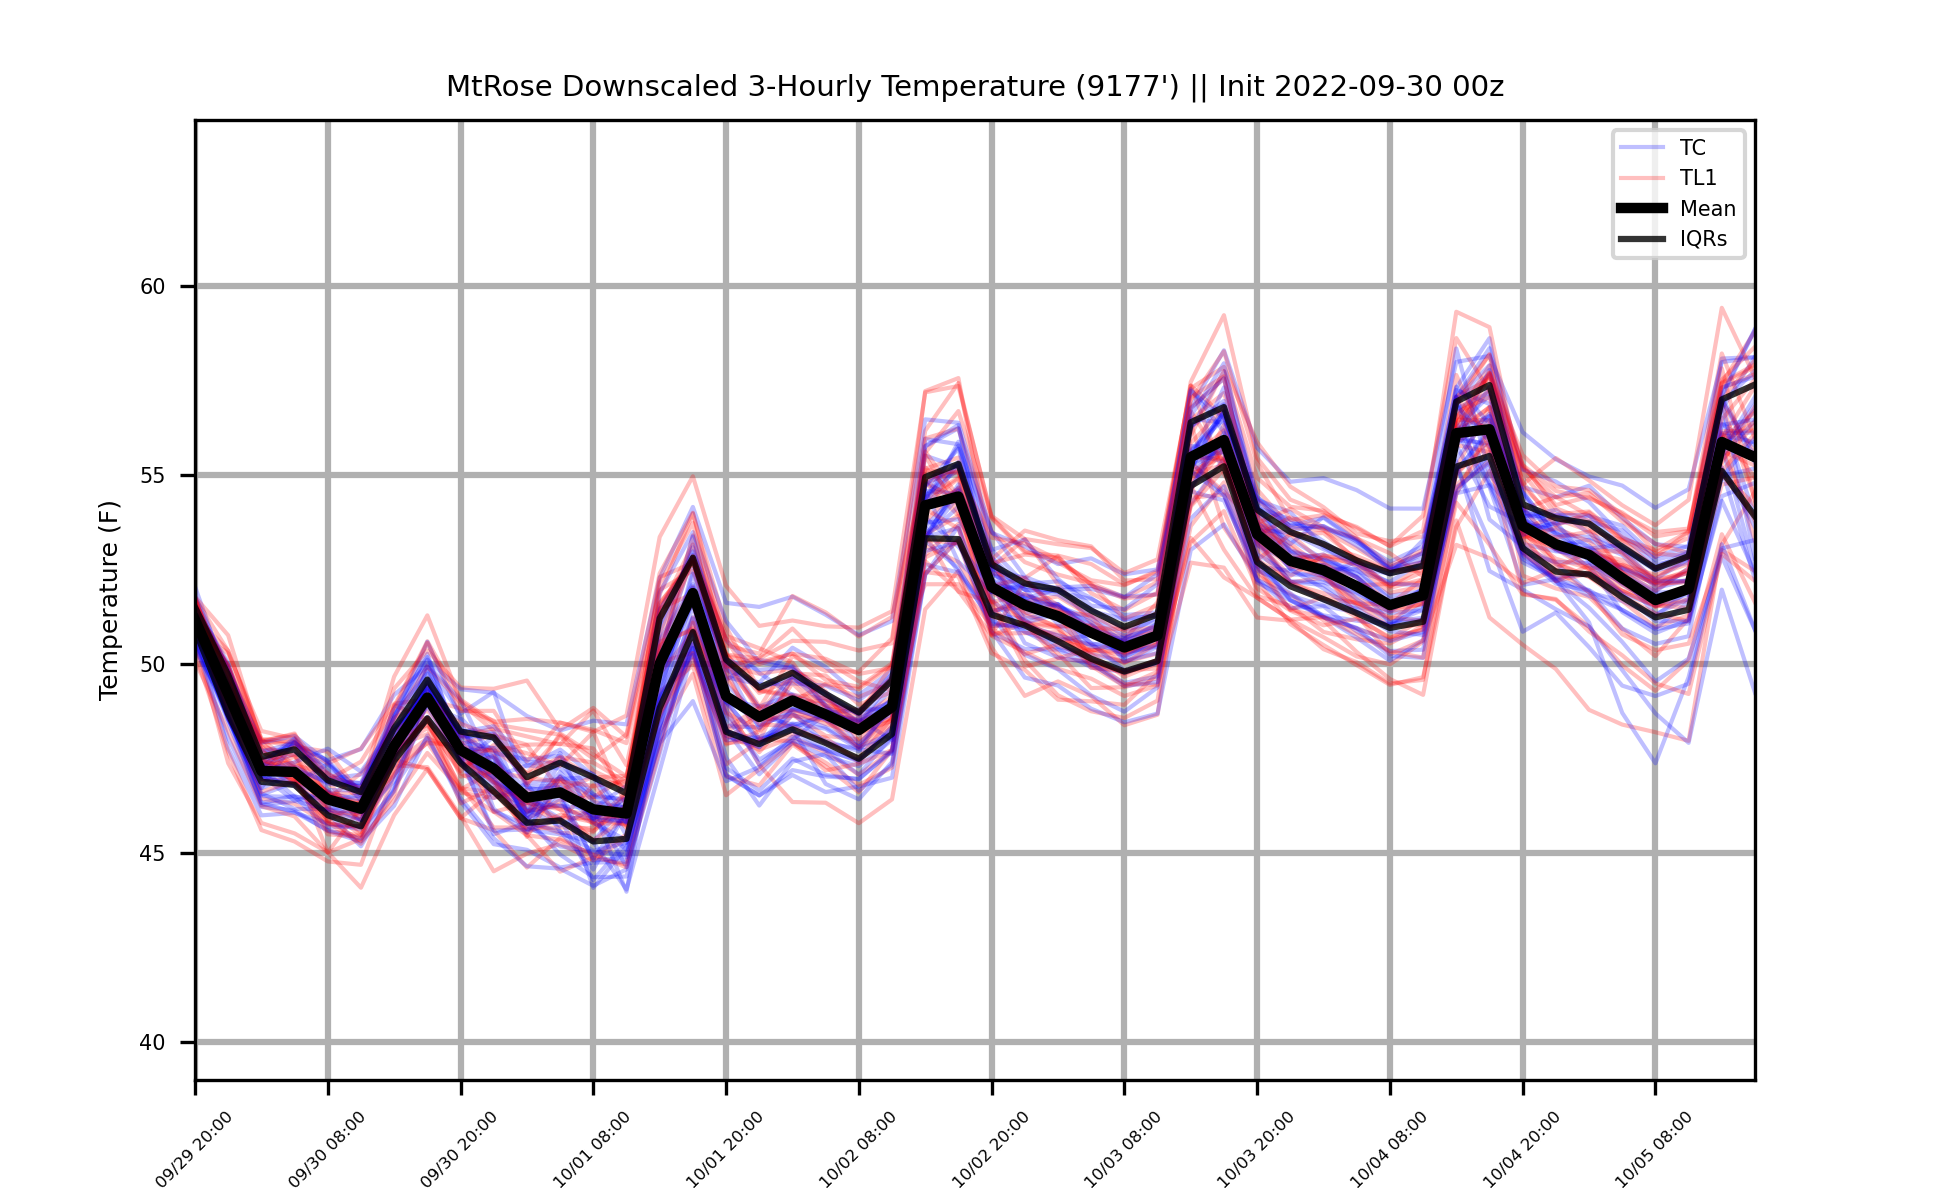 MtRose Downscaled 3-Hourly Temperature (9177') || Init 2022-09-30 00z
TC
TL1
Mean
IQRs
Temperature (F)
60
55
50
45
40
09/29 20:00
09/30 08:00
09/30 20:00
10/01 08:00
10/01 20:00
10/02 08:00
10/02 20:00
10/03 08:00
10/03 20:00
10/04 08:00
10/04 20:00
10/05 08:00